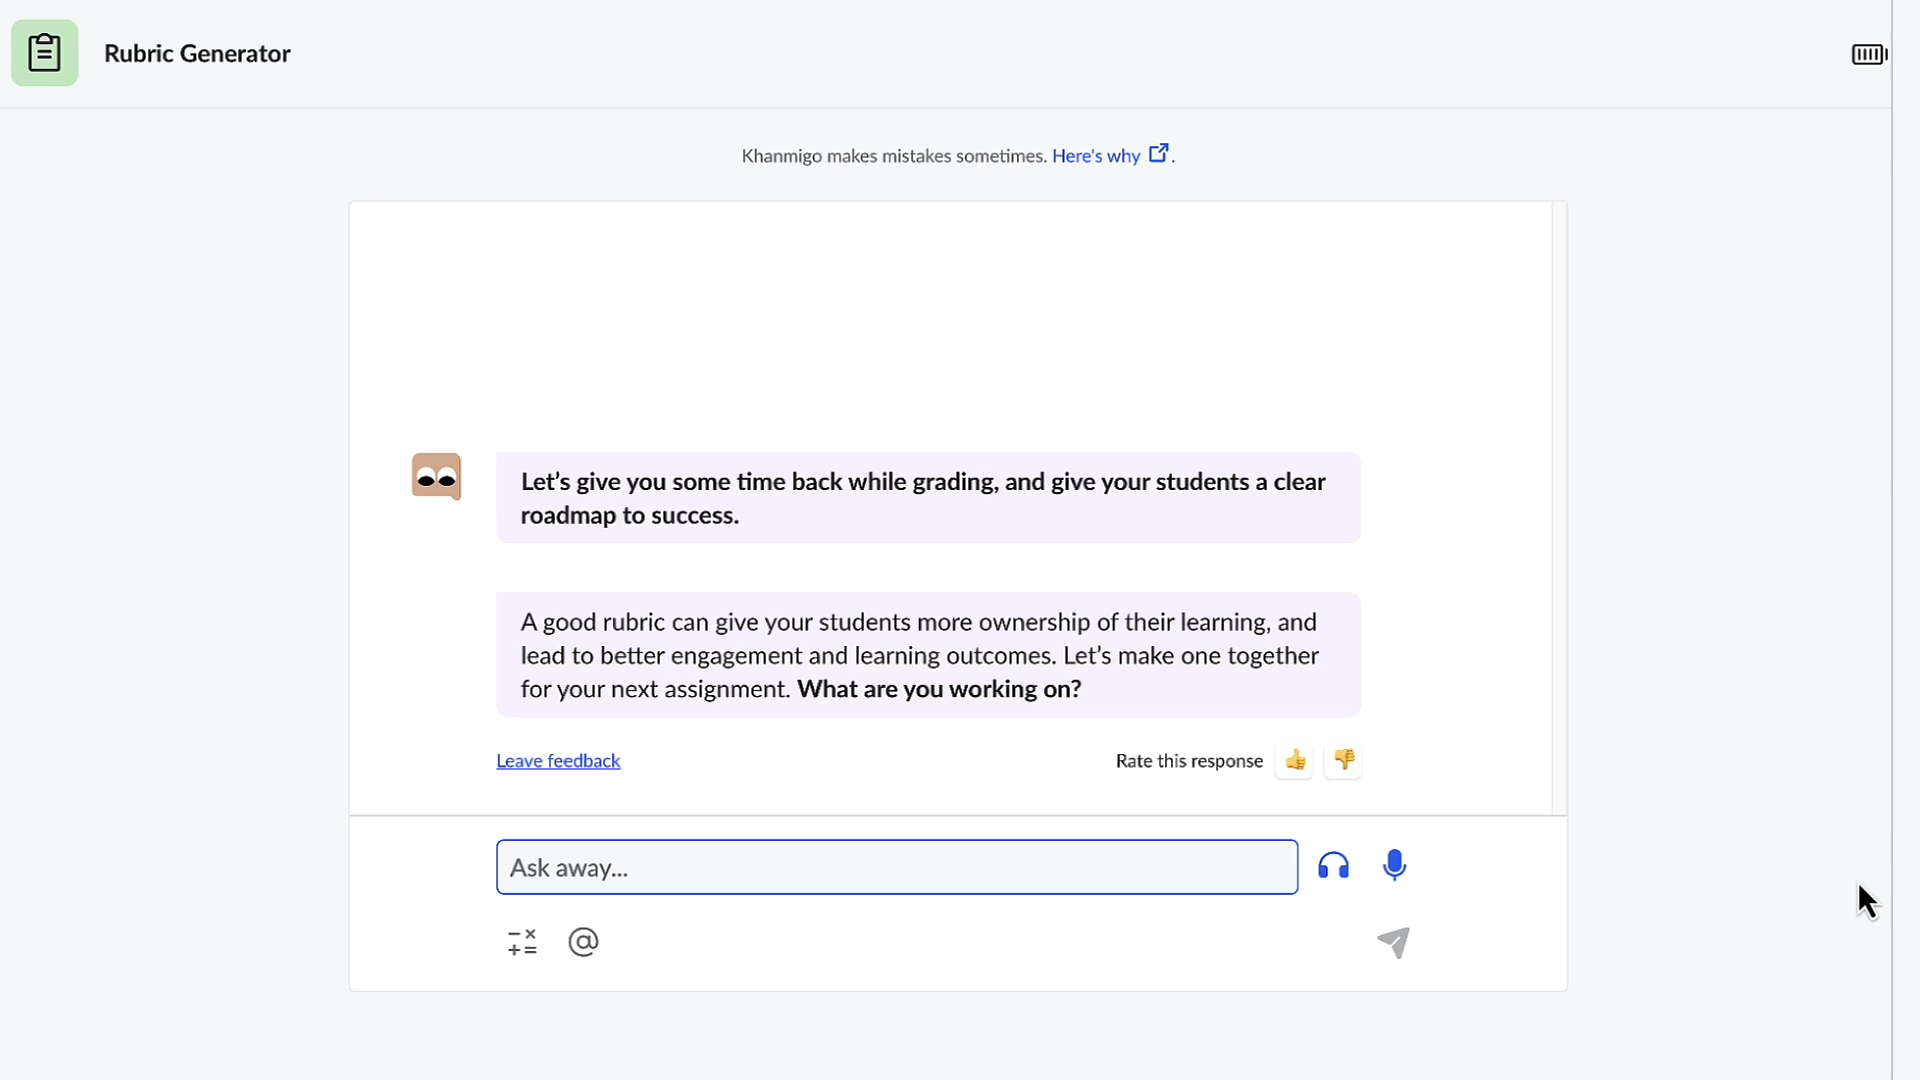 Rubric Generator
Khanmigo makes mistakes sometimes. Here's why.
Let's give you some time back while grading, and give your students a clear
roadmap to success.
A good rubric can give your students more ownership of their learning, and
lead to better engagement and learning outcomes. Let's make one together
for your next assignment. What are you working on?
Leave feedback
Rate this response
Ask away...